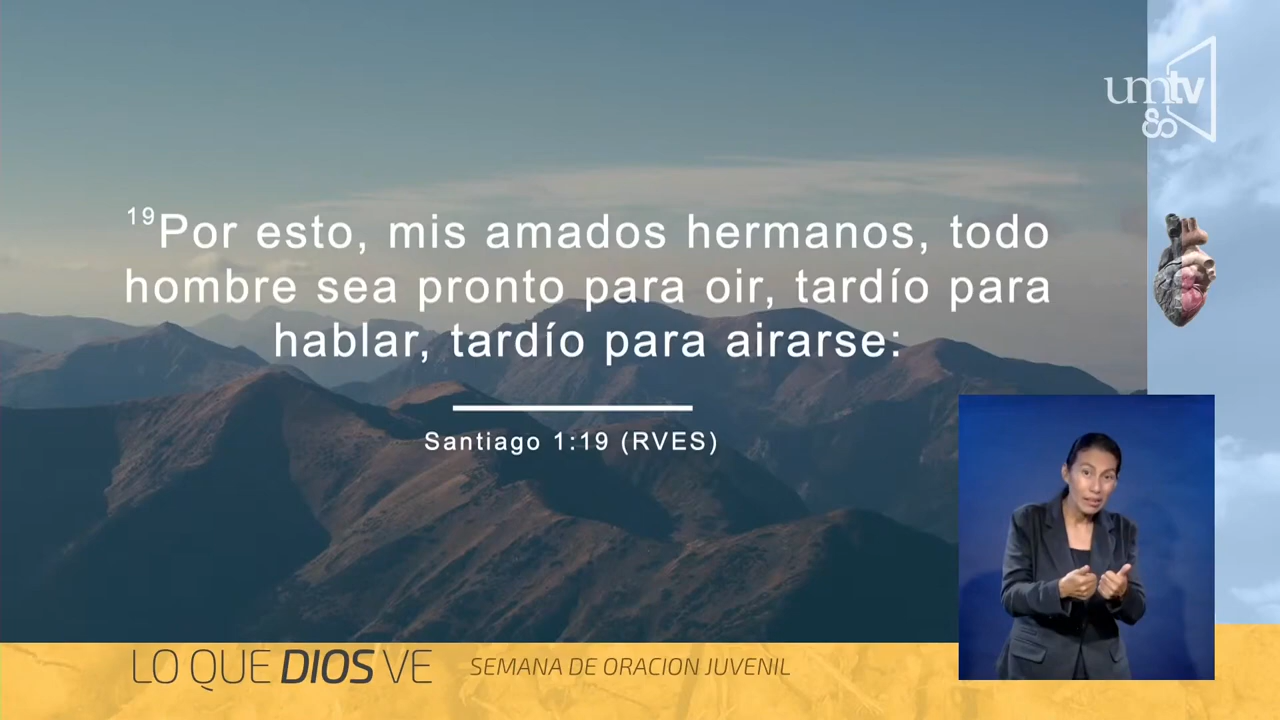 umtv
80
19Por esto, mis amados hermanos, todo
hombre sea pronto para oir, tardío para
hablar, tardío para airarse:
Santiago 1:19 (RVES)
LO QUE DIOS VE
SEMANA DE ORACION JUVENIL